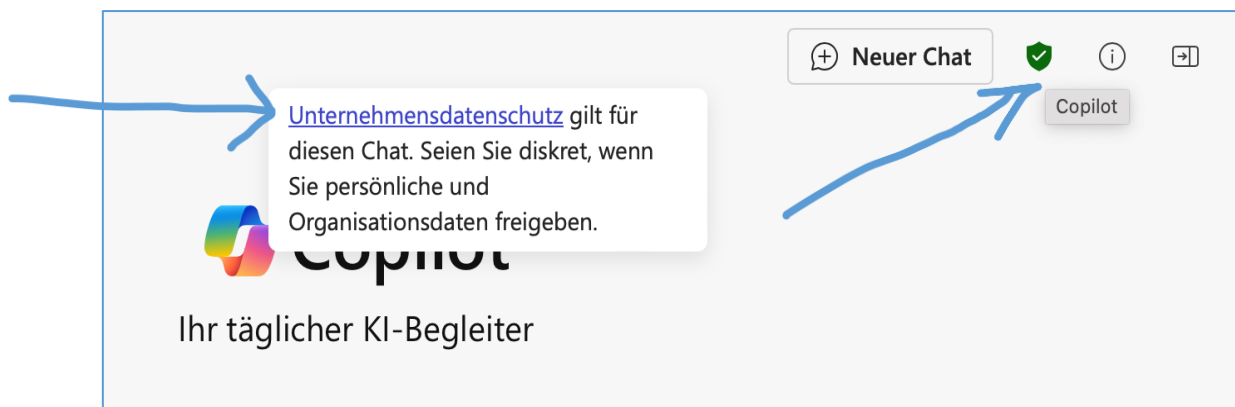 Neuer Chat
Copilot
Unternehmensdatenschutz gilt für
diesen Chat. Seien Sie diskret, wenn
Sie persönliche und
Organisationsdaten freigeben.
Copilot
Ihr täglicher KI-Begleiter